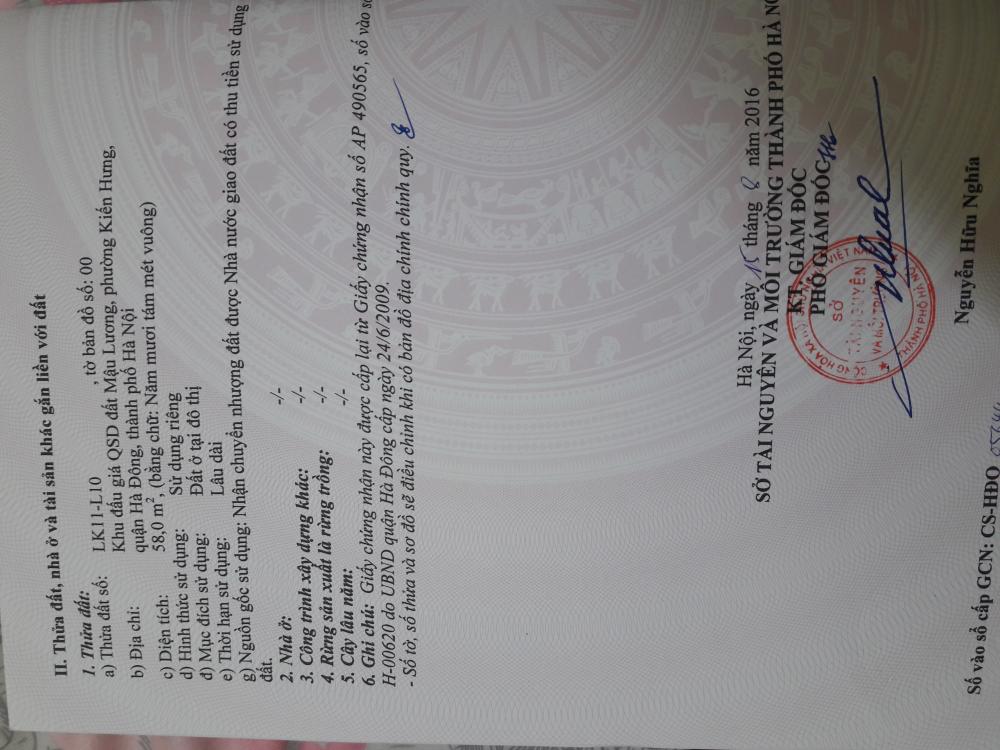 II. Thửa đất, nhà ở và tài sản khác gắn liền với đất
1. Thửa đất:
a) Thửa đất số: LK11-L10 , tờ bản đồ số: 00
b) Địa chỉ: Khu đấu giá QSD đất Mậu Lương, phường Kiến Hưng,
quận Hà Đông, thành phố Hà Nội
c) Diện tích: 58,0 m², (bằng chữ: Năm mươi tám mét vuông)
d) Hình thức sử dụng: Sử dụng riêng
đ) Mục đích sử dụng: Đất ở tại đô thị
e) Thời hạn sử dụng: Lâu dài
g) Nguồn gốc sử dụng: Nhận chuyển nhượng đất được Nhà nước giao đất có thu tiền sử dụng
đất.
2. Nhà ở: -/-
3. Công trình xây dựng khác: -/-
4. Rừng sản xuất là rừng trồng: -/-
5. Cây lâu năm: -/-
6. Ghi chú: Giấy chứng nhận này được cấp lại từ Giấy chứng nhận số AP 490565, số vào sổ
H-00620 do UBND quận Hà Đông cấp ngày 24/6/2009.
- Số tờ, số thửa và sơ đồ sẽ điều chỉnh khi có bản đồ địa chính chính quy.
Hà Nội, ngày 15 tháng 8 năm 2016
SỞ TÀI NGUYÊN VÀ MÔI TRƯỜNG THÀNH PHỐ HÀ NỘI
KT. GIÁM ĐỐC
PHÓ GIÁM ĐỐC
SỞ
TÀI NGUYÊN
VÀ MÔI TRƯỜNG
THÀNH PHỐ HÀ NỘI
Nguyễn Hữu Nghĩa
Số vào sổ cấp GCN: CS-HĐO